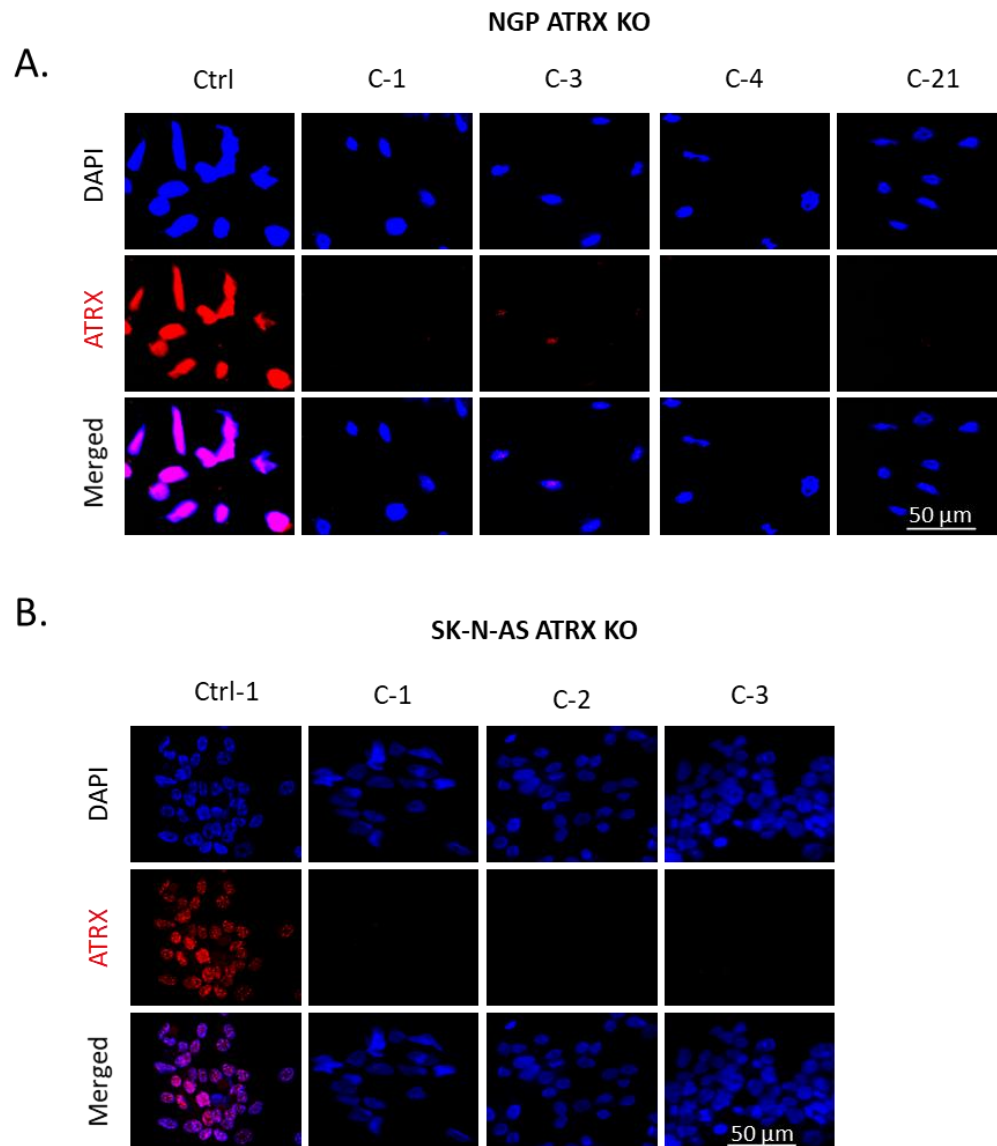 NGP ATRX KO
A.
Ctrl C-1 C-3 C-4 C-21
DAPI
ATRX
Merged
50 μm
B.
SK-N-AS ATRX KO
Ctrl-1 C-1 C-2 C-3
DAPI
ATRX
Merged
50 μm